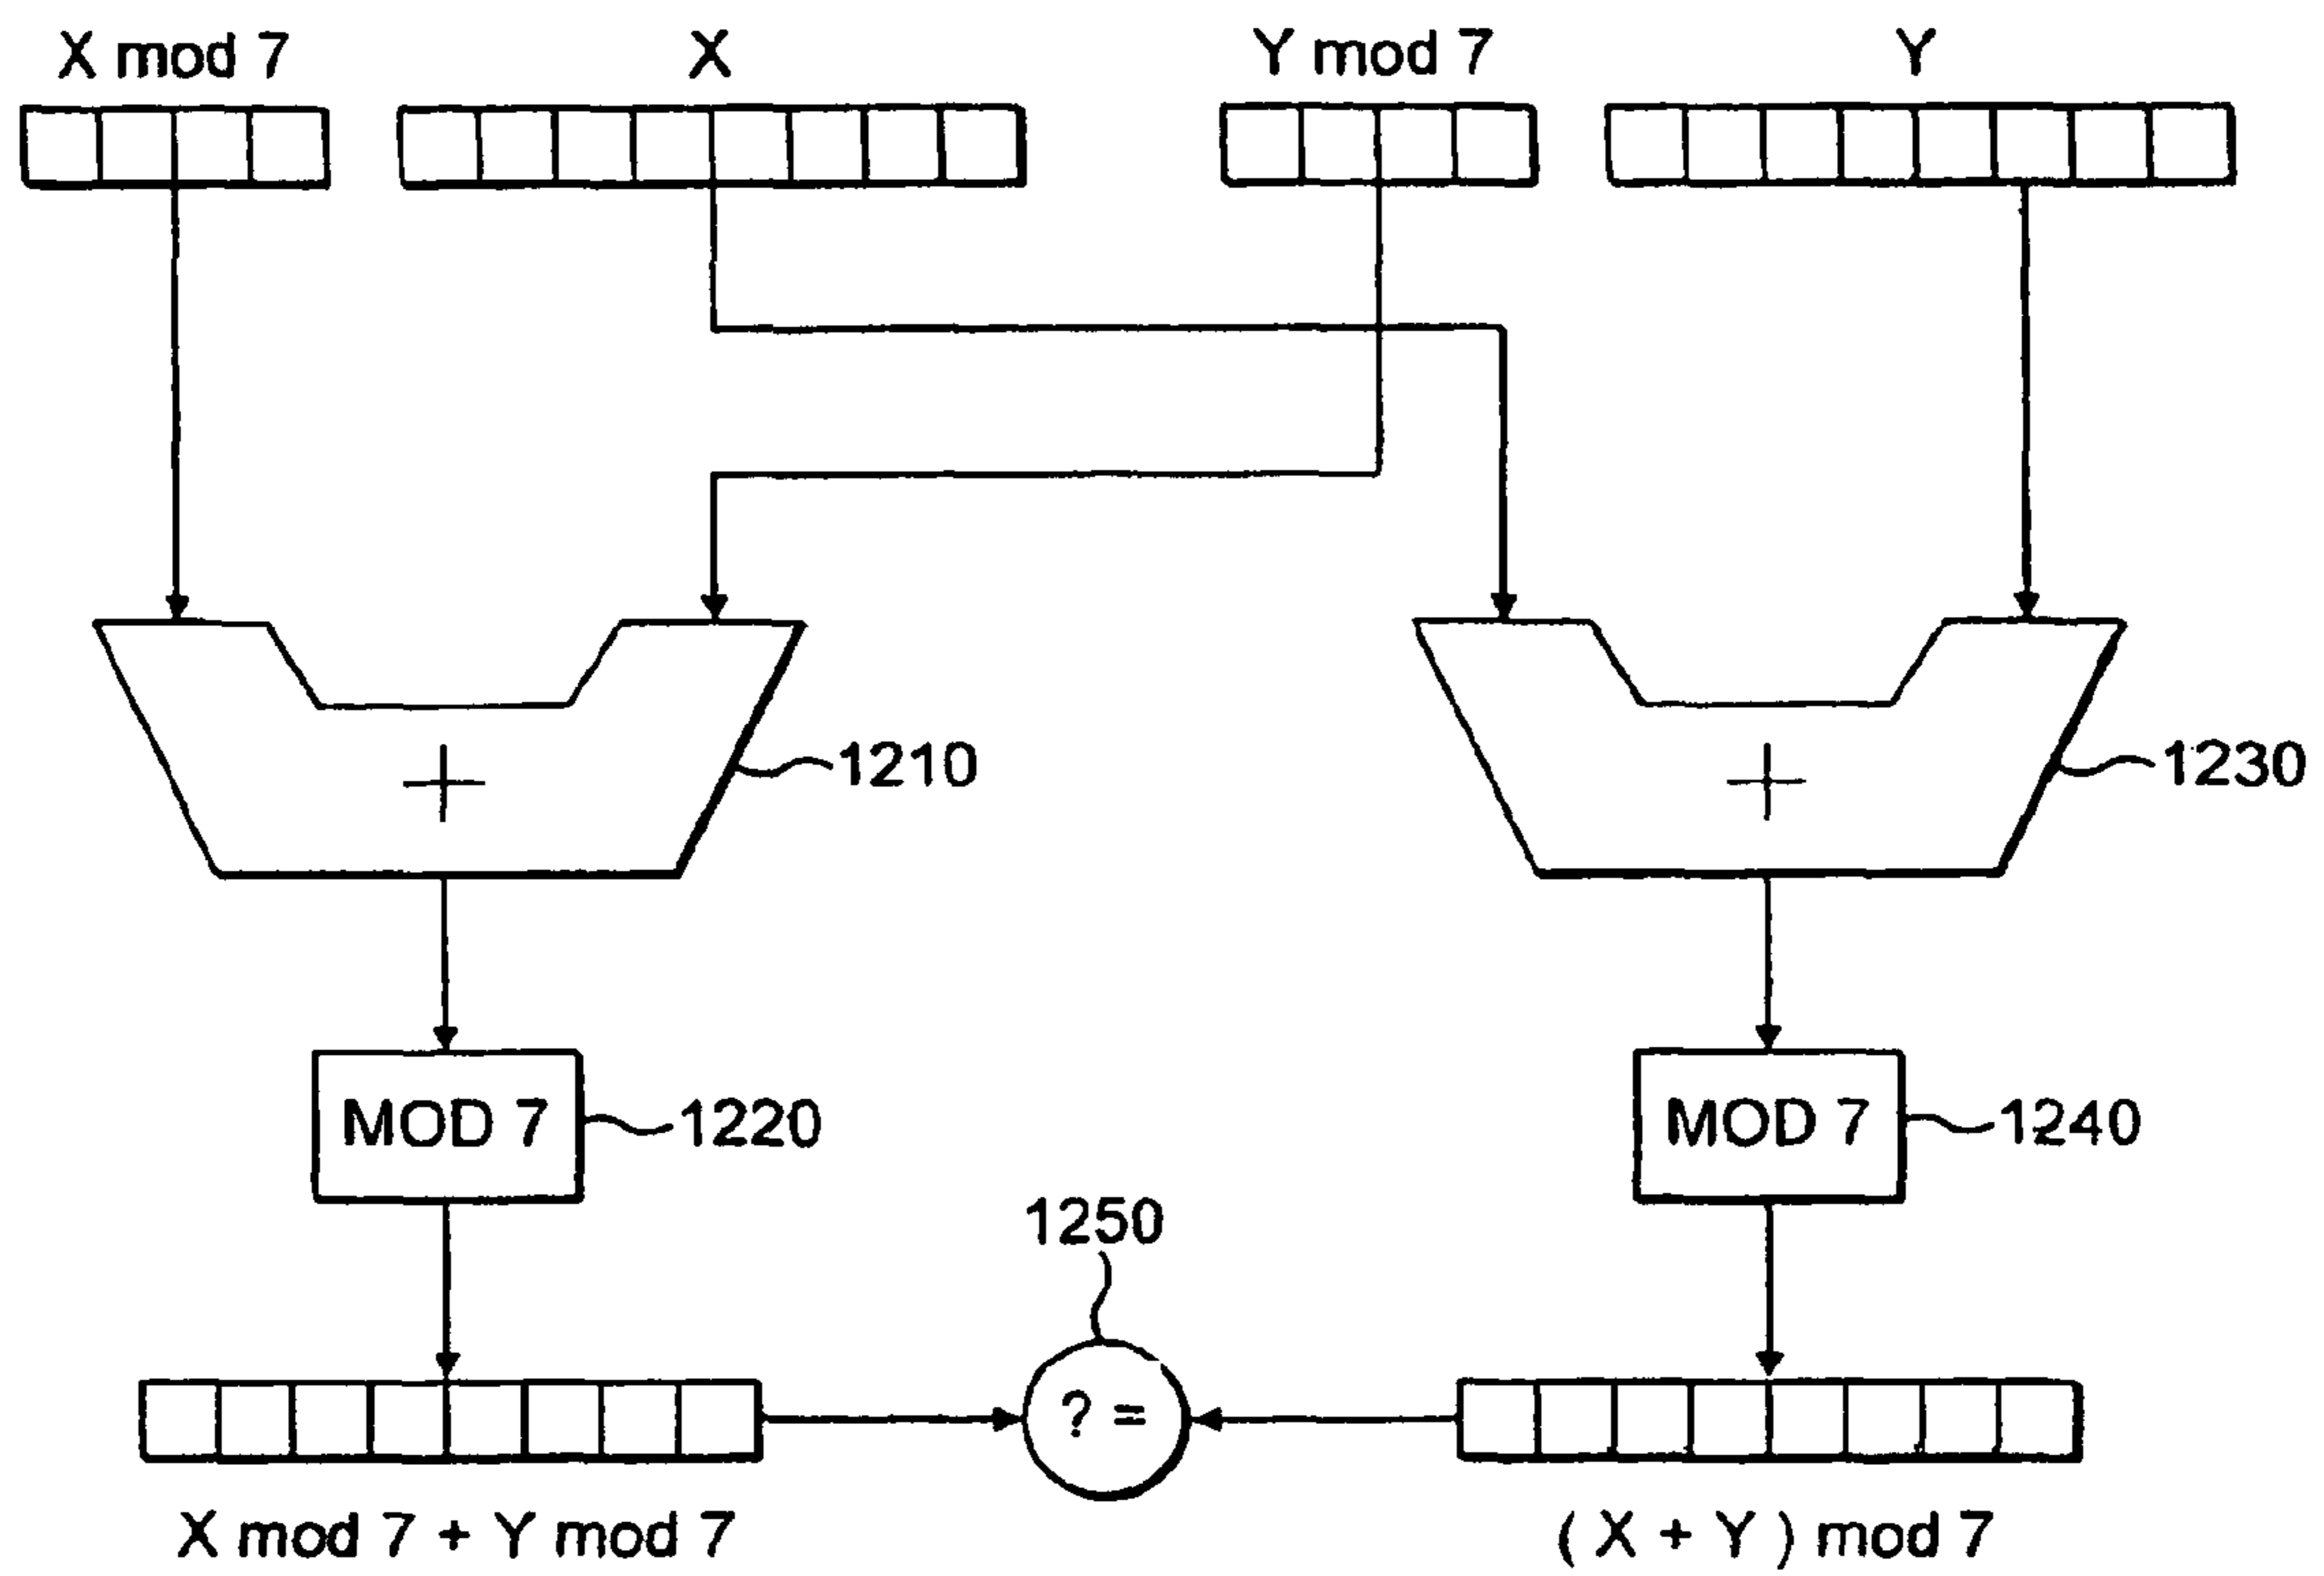 X mod 7
X
Y mod 7
Y
+
1210
+
1230
MOD 7
1220
MOD 7
1240
1250
? =
X mod 7 + Y mod 7
( X + Y ) mod 7